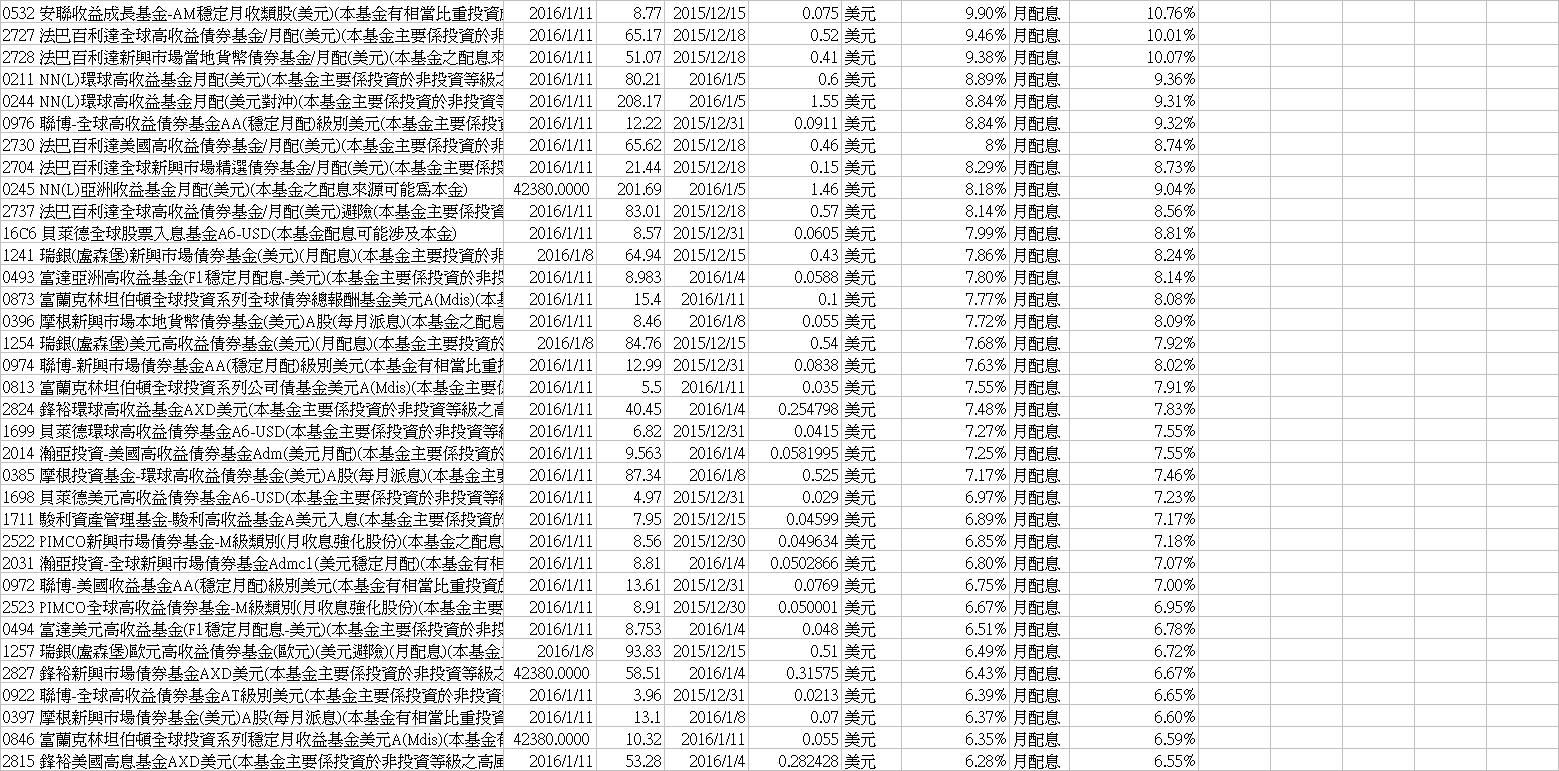 0532 安聯收益成長基金-AM穩定月收類股(美元)(本基金有相當比重投資 2016/1/11 8.77 2015/12/15 0.075 美元 9.90% 月配息 10.76%
2727 法巴百利達全球高收益債券基金/月配(美元)(本基金主要係投資於非 2016/1/11 65.17 2015/12/18 0.52 美元 9.46% 月配息 10.01%
2728 法巴百利達新興市場當地貨幣債券基金/月配(美元)(本基金之配息來 2016/1/11 51.07 2015/12/18 0.41 美元 9.38% 月配息 10.07%
0211 NN(L)環球高收益基金月配(美元)(本基金主要係投資於非投資等級之 2016/1/11 80.21 2016/1/5 0.6 美元 8.89% 月配息 9.36%
0244 NN(L)環球高收益基金月配(美元對沖)(本基金主要係投資於非投資等 2016/1/11 208.17 2016/1/5 1.55 美元 8.84% 月配息 9.31%
0976 聯博-全球高收益債券基金AA(穩定月配)級別美元(本基金主要係投資 2016/1/11 12.22 2015/12/31 0.0911 美元 8.84% 月配息 9.32%
2730 法巴百利達美國高收益債券基金/月配(美元)(本基金主要係投資於非 2016/1/11 65.62 2015/12/18 0.46 美元 8% 月配息 8.74%
2704 法巴百利達全球新興市場精選債券基金/月配(美元)(本基金主要係投 2016/1/11 21.44 2015/12/18 0.15 美元 8.29% 月配息 8.73%
0245 NN(L)亞洲收益基金月配(美元)(本基金之配息來源可能為本金) 42380.0000 201.69 2016/1/5 1.46 美元 8.18% 月配息 9.04%
2737 法巴百利達全球高收益債券基金/月配(美元)避險(本基金主要係投資 2016/1/11 83.01 2015/12/18 0.57 美元 8.14% 月配息 8.56%
16C6 貝萊德全球股票入息基金A6-USD(本基金配息可能涉及本金) 2016/1/11 8.57 2015/12/31 0.0605 美元 7.99% 月配息 8.81%
1241 瑞銀(盧森堡)新興市場債券基金(美元)(月配息)(本基金主要投資於非 2016/1/8 64.94 2015/12/15 0.43 美元 7.86% 月配息 8.24%
0493 富達亞洲高收益基金(F1穩定月配息-美元)(本基金主要係投資於非投 2016/1/11 8.983 2016/1/4 0.0588 美元 7.80% 月配息 8.14%
0873 富蘭克林坦伯頓全球投資系列全球債券總報酬基金美元A(Mdis)(本基 2016/1/11 15.4 2016/1/11 0.1 美元 7.77% 月配息 8.08%
0396 摩根新興市場本地貨幣債券基金(美元)A股(每月派息)(本基金之配息 2016/1/11 8.46 2016/1/8 0.055 美元 7.72% 月配息 8.09%
1254 瑞銀(盧森堡)美元高收益債券基金(美元)(月配息)(本基金主要投資於 2016/1/8 84.76 2015/12/15 0.54 美元 7.68% 月配息 7.92%
0974 聯博-新興市場債券基金AA(穩定月配)級別美元(本基金有相當比重投 2016/1/11 12.99 2015/12/31 0.0838 美元 7.63% 月配息 8.02%
0813 富蘭克林坦伯頓全球投資系列公司債基金美元A(Mdis)(本基金主要係 2016/1/11 5.5 2016/1/11 0.035 美元 7.55% 月配息 7.91%
2824 鋒裕環球高收益基金AXD美元(本基金主要係投資於非投資等級之高 2016/1/11 40.45 2016/1/4 0.254798 美元 7.48% 月配息 7.83%
1699 貝萊德環球高收益債券基金A6-USD(本基金主要係投資於非投資等級 2016/1/11 6.82 2015/12/31 0.0415 美元 7.27% 月配息 7.55%
2014 瀚亞投資-美國高收益債券基金Adm(美元月配)(本基金主要係投資於 2016/1/11 9.563 2016/1/4 0.0581995 美元 7.25% 月配息 7.55%
0385 摩根投資基金-環球高收益債券基金(美元)A股(每月派息)(本基金主要 2016/1/11 87.34 2016/1/8 0.525 美元 7.17% 月配息 7.46%
1698 貝萊德美元高收益債券基金A6-USD(本基金主要係投資於非投資等級 2016/1/11 4.97 2015/12/31 0.029 美元 6.97% 月配息 7.23%
1711 駿利資產管理基金-駿利高收益基金A美元入息(本基金主要係投資於 2016/1/11 7.95 2015/12/15 0.04599 美元 6.89% 月配息 7.17%
2522 PIMCO新興市場債券基金-M級類別(月收息強化股份)(本基金之配息 2016/1/11 8.56 2015/12/30 0.049634 美元 6.85% 月配息 7.18%
2031 瀚亞投資-全球新興市場債券基金Admc1(美元穩定月配)(本基金有相 2016/1/11 8.81 2016/1/4 0.0502866 美元 6.80% 月配息 7.07%
0972 聯博-美國收益基金AA(穩定月配)級別美元(本基金有相當比重投資 2016/1/11 13.61 2015/12/31 0.0769 美元 6.75% 月配息 7.00%
2523 PIMCO全球高收益債券基金-M級類別(月收息強化股份)(本基金主要 2016/1/11 8.91 2015/12/30 0.050001 美元 6.67% 月配息 6.95%
0494 富達美元高收益基金(F1穩定月配息-美元)(本基金主要係投資於非投 2016/1/11 8.753 2016/1/4 0.048 美元 6.51% 月配息 6.78%
1257 瑞銀(盧森堡)歐元高收益債券基金(歐元)(美元避險)(月配息)(本基金 2016/1/8 93.83 2015/12/15 0.51 美元 6.49% 月配息 6.72%
2827 鋒裕新興市場債券基金AXD美元(本基金主要係投資於非投資等級之 42380.0000 58.51 2016/1/4 0.31575 美元 6.43% 月配息 6.67%
0922 聯博-全球高收益債券基金AT級別美元(本基金主要係投資於非投資 2016/1/11 3.96 2015/12/31 0.0213 美元 6.39% 月配息 6.65%
0397 摩根新興市場債券基金(美元)A股(每月派息)(本基金有相當比重投資 2016/1/11 13.1 2016/1/8 0.07 美元 6.37% 月配息 6.60%
0846 富蘭克林坦伯頓全球投資系列穩定月收益基金美元A(Mdis)(本基金有 42380.0000 10.32 2016/1/11 0.055 美元 6.35% 月配息 6.59%
2815 鋒裕美國高息基金AXD美元(本基金主要係投資於非投資等級之高風 2016/1/11 53.28 2016/1/4 0.282428 美元 6.28% 月配息 6.55%